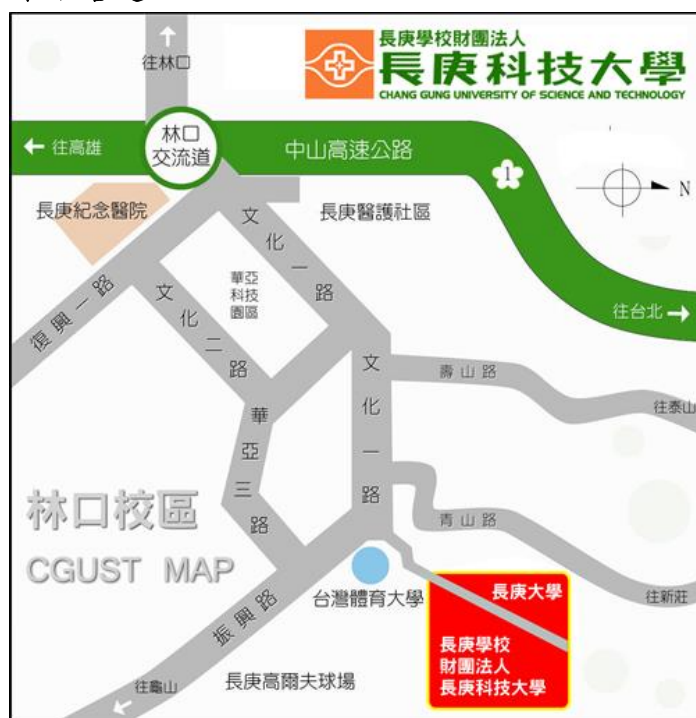 長庚學校財團法人
長庚科技大學
CHANG GUNG UNIVERSITY OF SCIENCE AND TECHNOLOGY
往林口
林口
交流道
往高雄
中山高速公路
1
N
長庚紀念醫院
長庚醫護社區
文化一路
華亞
科技
園區
復興一路
文化二路
往台北
文化一路
壽山路
往泰山
華亞三路
林口校區
CGUST MAP
青山路
往新莊
台灣體育大學
長庚大學
振興路
長庚學校
財團法人
長庚科技大學
長庚高爾夫球場
往龜山